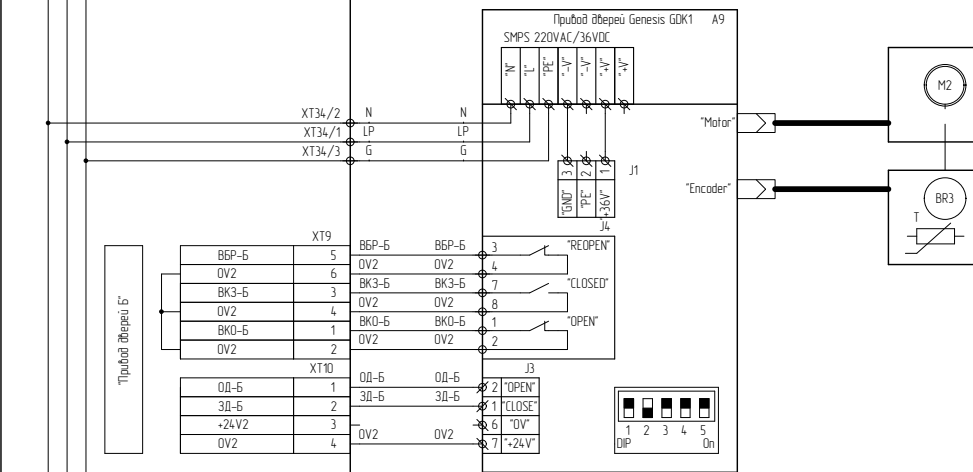 Привод дверей Genesis GDK1 A9
SMPS 220VAC/36VDC
"N" "L" "PE" "-V" "-V" "+V" "+V"
XT34/2 N N
XT34/1 LP LP
XT34/3 G G
"Motor" M2
J1
3 2 1
"GND" "PE" "+36V"
"Encoder" BR3
T
J4
XT9
ВБР-Б 5 ВБР-Б ВБР-Б 3 "REOPEN"
0V2 6 0V2 0V2 4
ВКЗ-Б 3 ВКЗ-Б ВКЗ-Б 7 "CLOSED"
0V2 4 0V2 0V2 8
ВКО-Б 1 ВКО-Б ВКО-Б 1 "OPEN"
0V2 2 0V2 0V2 2
"Привод дверей Б"
XT10 J3
ОД-Б 1 ОД-Б ОД-Б 2 "OPEN"
ЗД-Б 2 ЗД-Б ЗД-Б 1 "CLOSE"
+24V2 3 6 "0V"
0V2 4 0V2 0V2 7 "+24V"
1 2 3 4 5
DIP On